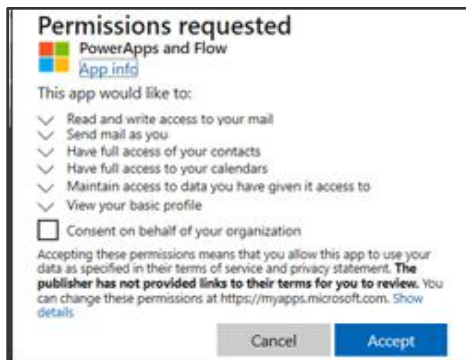 Permissions requested
PowerApps and Flow
App info
This app would like to:
Read and write access to your mail
Send mail as you
Have full access of your contacts
Have full access to your calendars
Maintain access to data you have given it access to
View your basic profile
Consent on behalf of your organization
Accepting these permissions means that you allow this app to use your
data as specified in their terms of service and privacy statement. The
publisher has not provided links to their terms for you to review. You
can change these permissions at https://myapps.microsoft.com. Show
details
Cancel
Accept